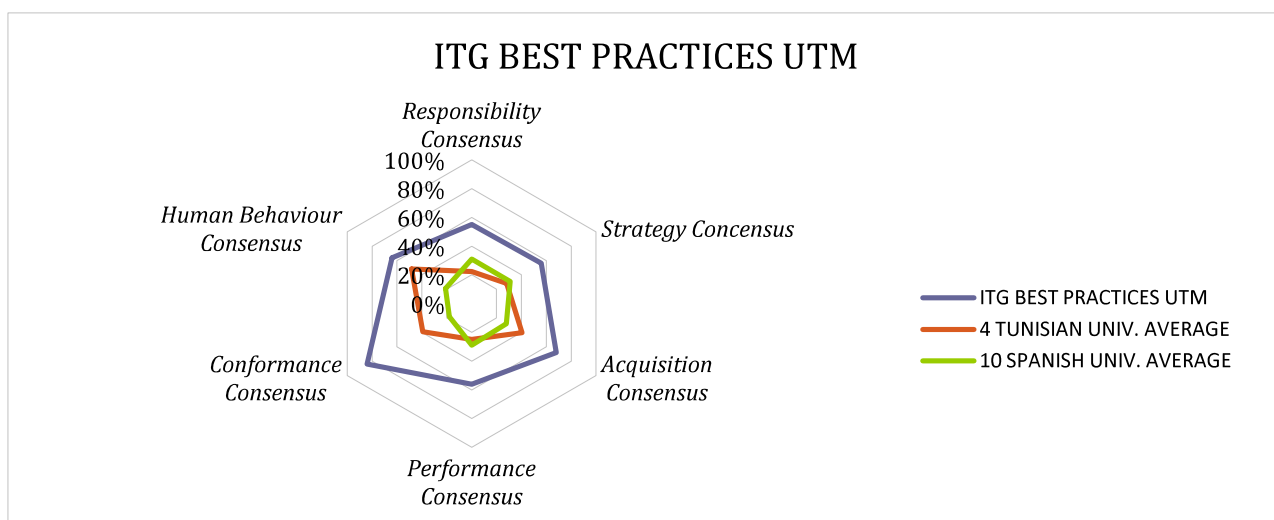 ITG BEST PRACTICES UTM
Responsibility
Consensus
100%
80%
60%
40%
20%
0%
Human Behaviour
Consensus
Strategy Concensus
Conformance
Consensus
Acquisition
Consensus
Performance
Consensus
ITG BEST PRACTICES UTM
4 TUNISIAN UNIV. AVERAGE
10 SPANISH UNIV. AVERAGE